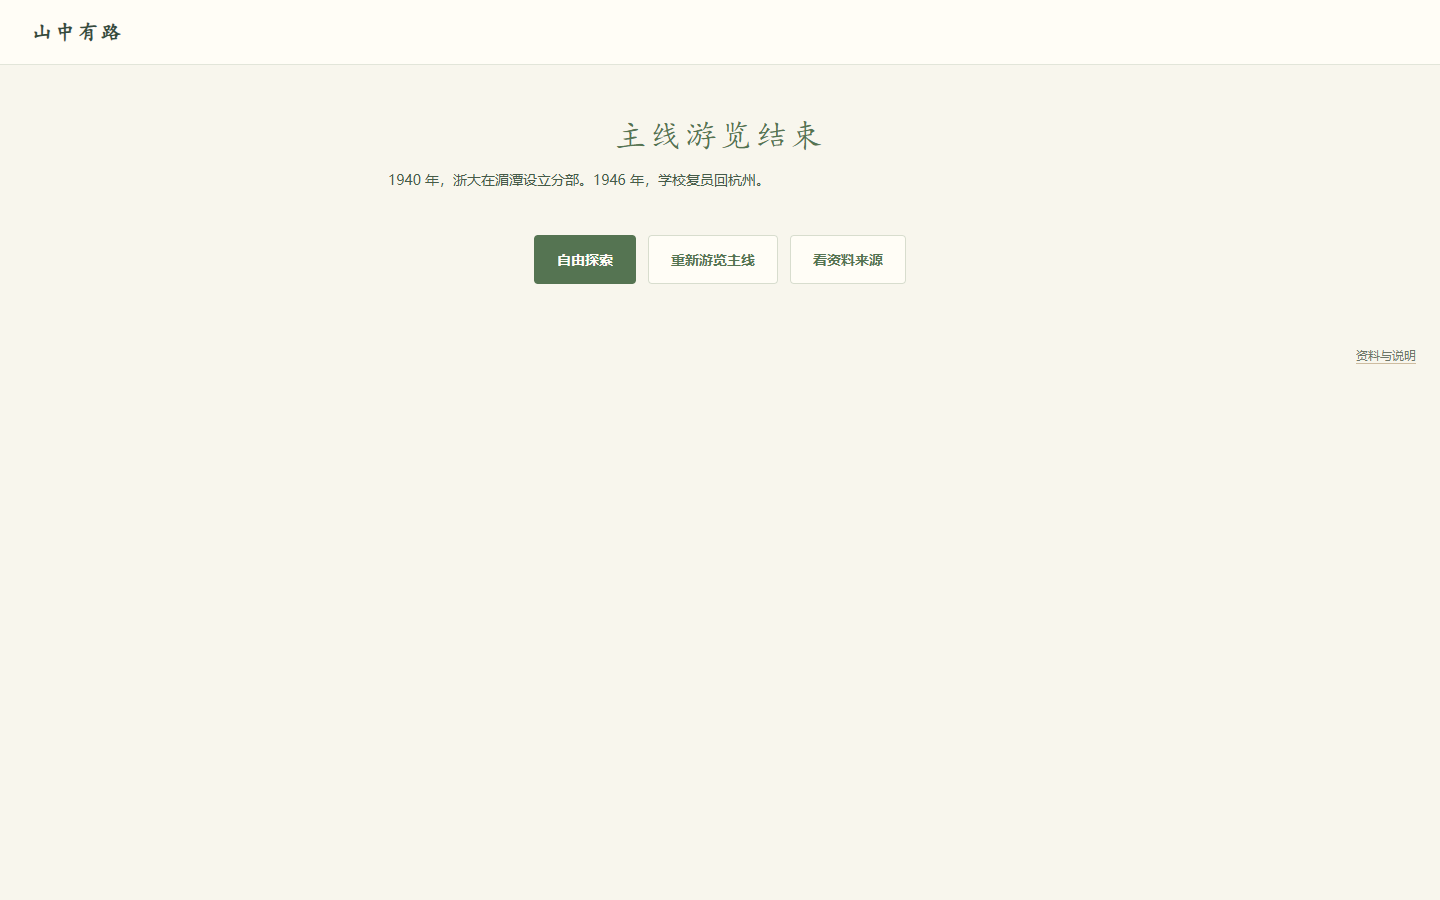 山中有路
主线游览结束
1940 年，浙大在湄潭设立分部。1946 年，学校复员回杭州。
自由探索
重新游览主线
看资料来源
资料与说明